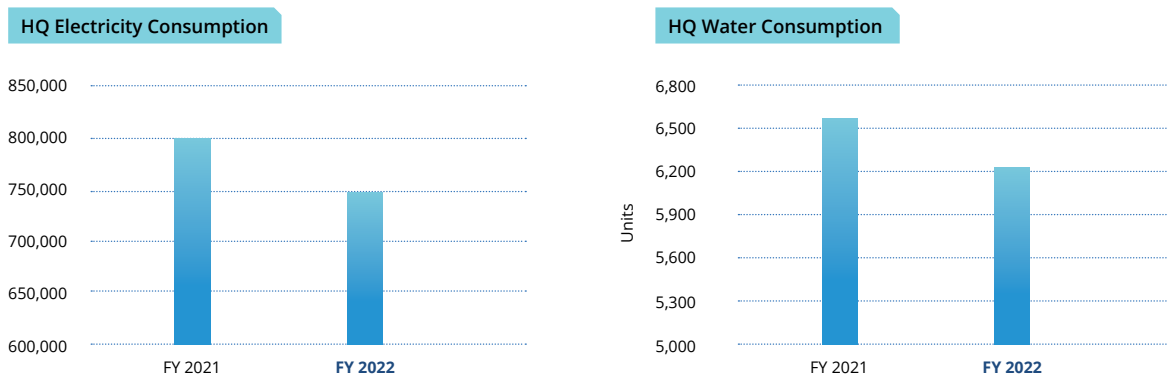 HQ Electricity Consumption
850,000
800,000
750,000
700,000
650,000
600,000
FY 2021
FY 2022
HQ Water Consumption
Units
6,800
6,500
6,200
5,900
5,600
5,300
5,000
FY 2021
FY 2022